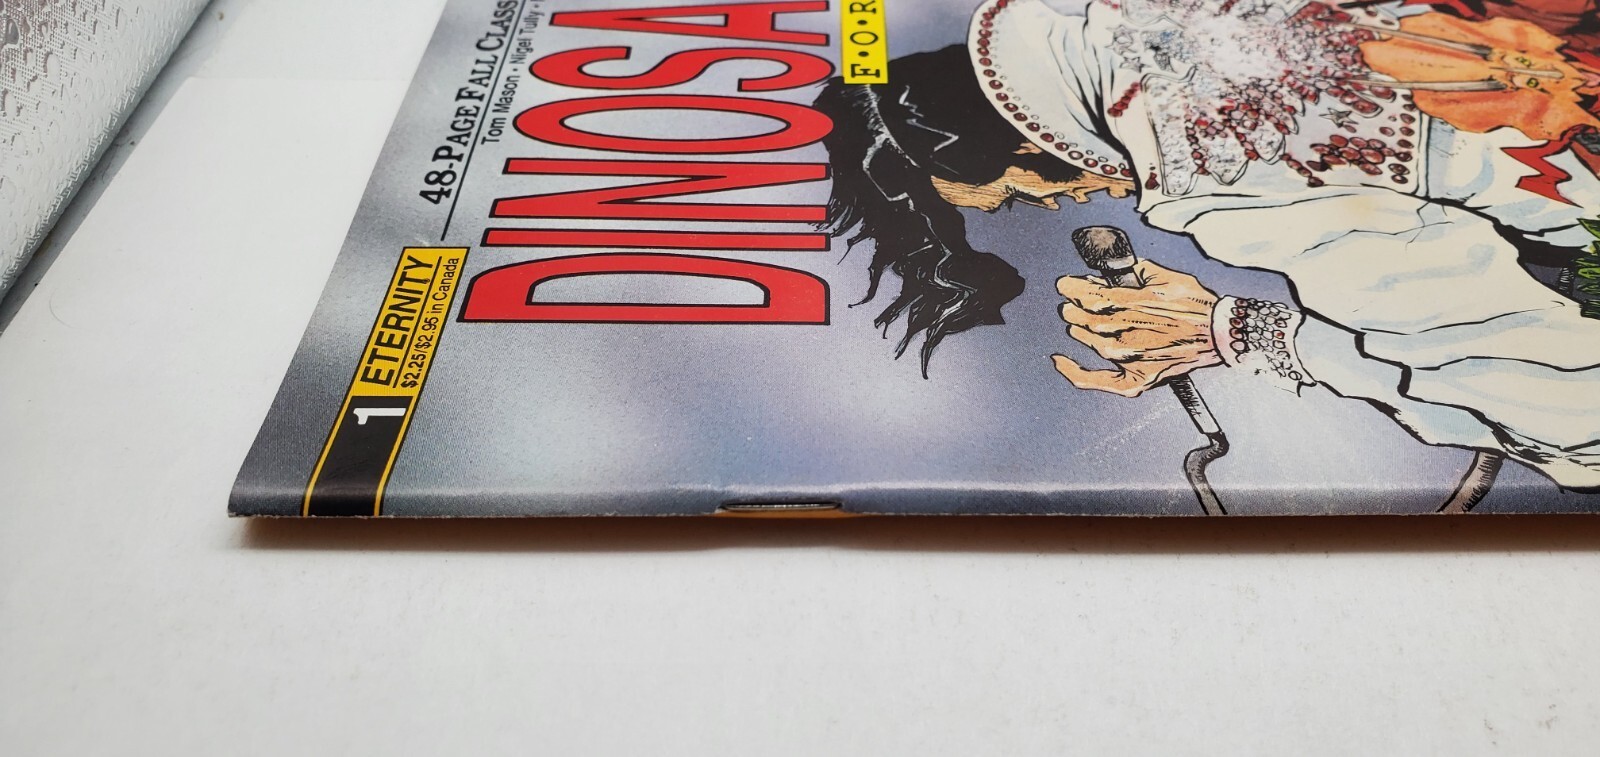 1 ETERNITY
$2.25/$2.95 in Canada
48-PAGE FALL CLASS
Tom Mason • Nigel Tully •
DINOSA
F•O•R